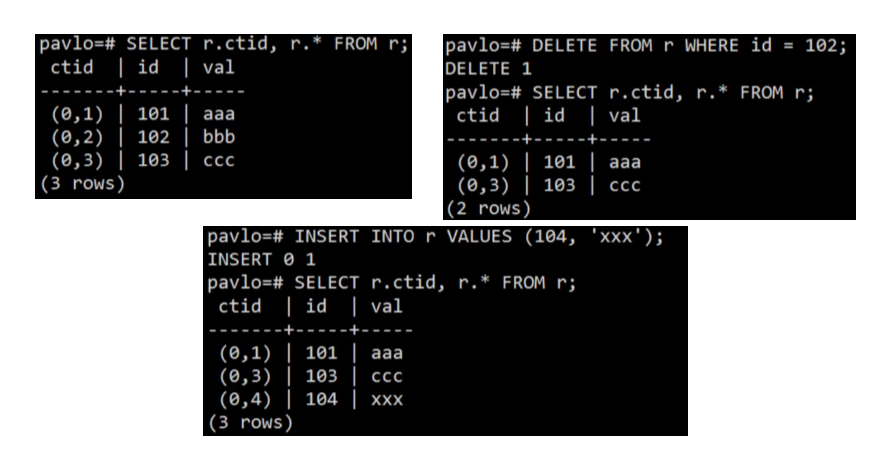 pavlo=# SELECT r.ctid, r.* FROM r;
 ctid  | id  | val
-------+-----+-----
 (0,1) | 101 | aaa
 (0,2) | 102 | bbb
 (0,3) | 103 | ccc
(3 rows)
pavlo=# DELETE FROM r WHERE id = 102;
DELETE 1
pavlo=# SELECT r.ctid, r.* FROM r;
 ctid  | id  | val
-------+-----+-----
 (0,1) | 101 | aaa
 (0,3) | 103 | ccc
(2 rows)
pavlo=# INSERT INTO r VALUES (104, 'xxx');
INSERT 0 1
pavlo=# SELECT r.ctid, r.* FROM r;
 ctid  | id  | val
-------+-----+-----
 (0,1) | 101 | aaa
 (0,3) | 103 | ccc
 (0,4) | 104 | xxx
(3 rows)